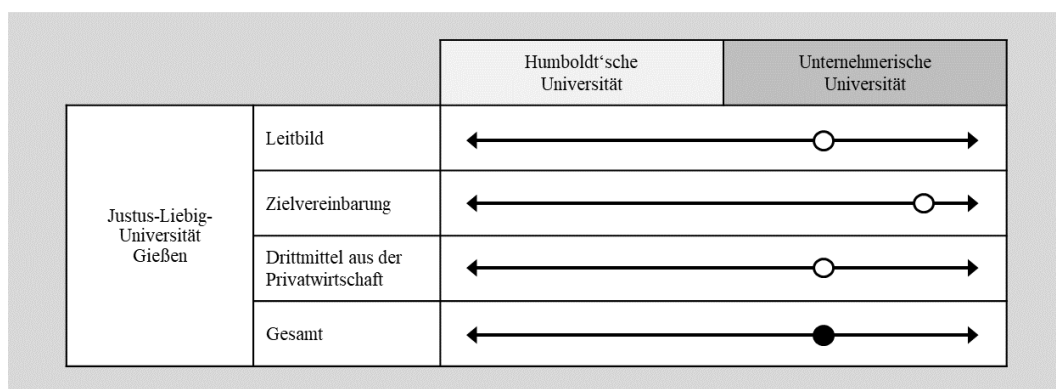 Humboldt‘sche
Universität
Unternehmerische
Universität
Justus-Liebig-
Universität
Gießen
Leitbild
Zielvereinbarung
Drittmittel aus der
Privatwirtschaft
Gesamt